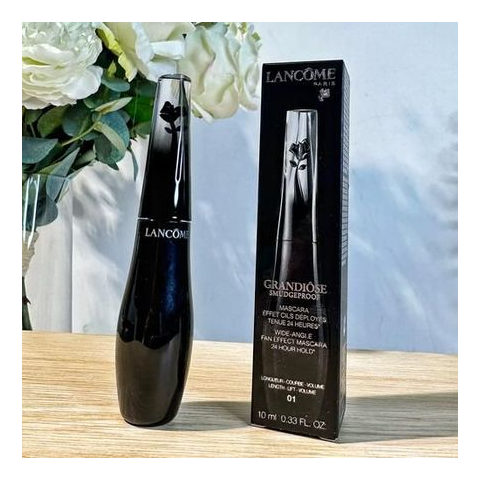 LANCÔME
LANCÔME
PARIS
GRANDIÔSE
SMUDGEPROOF
MASCARA
EFFET CILS DÉPLOYÉS
TENUE 24 HEURES*
WIDE-ANGLE
FAN EFFECT MASCARA
24 HOUR HOLD*
LONGUEUR - COURBE - VOLUME
LENGTH - LIFT - VOLUME
01
10 ml 0.33 FL. OZ.